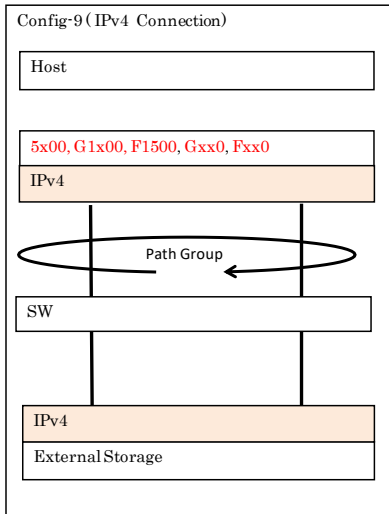 Config-9 ( IPv4 Connection)
Host
5x00, G1x00, F1500, Gxx0, Fxx0
IPv4
Path Group
SW
IPv4
External Storage